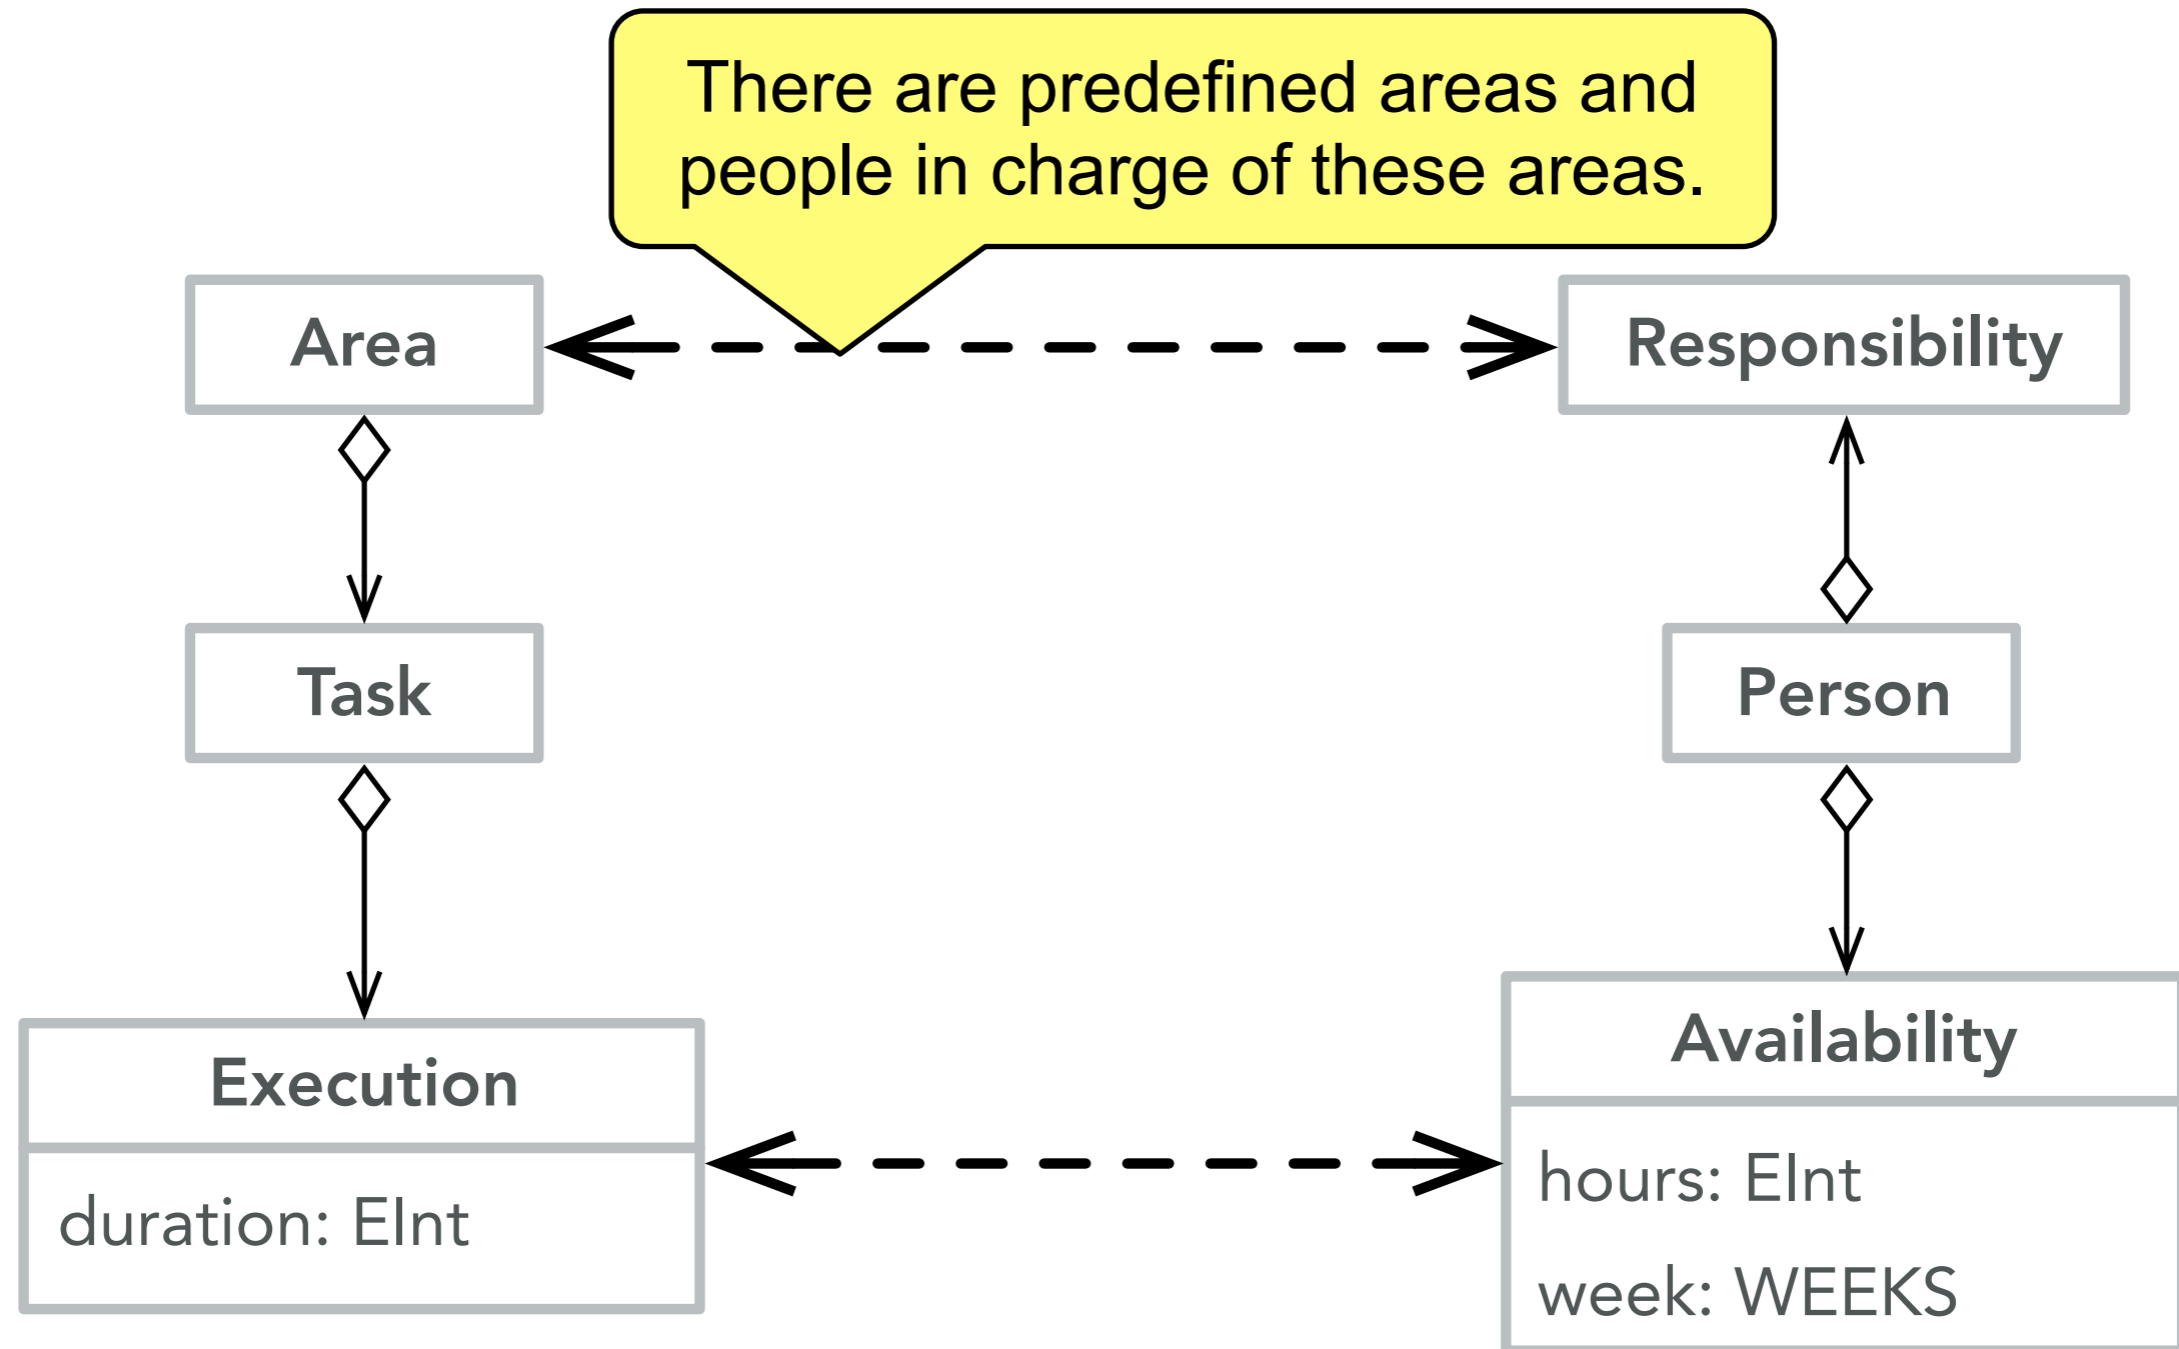 There are predefined areas and
people in charge of these areas.
Area
Responsibility
Task
Person
Execution
duration: EInt
Availability
hours: EInt
week: WEEKS